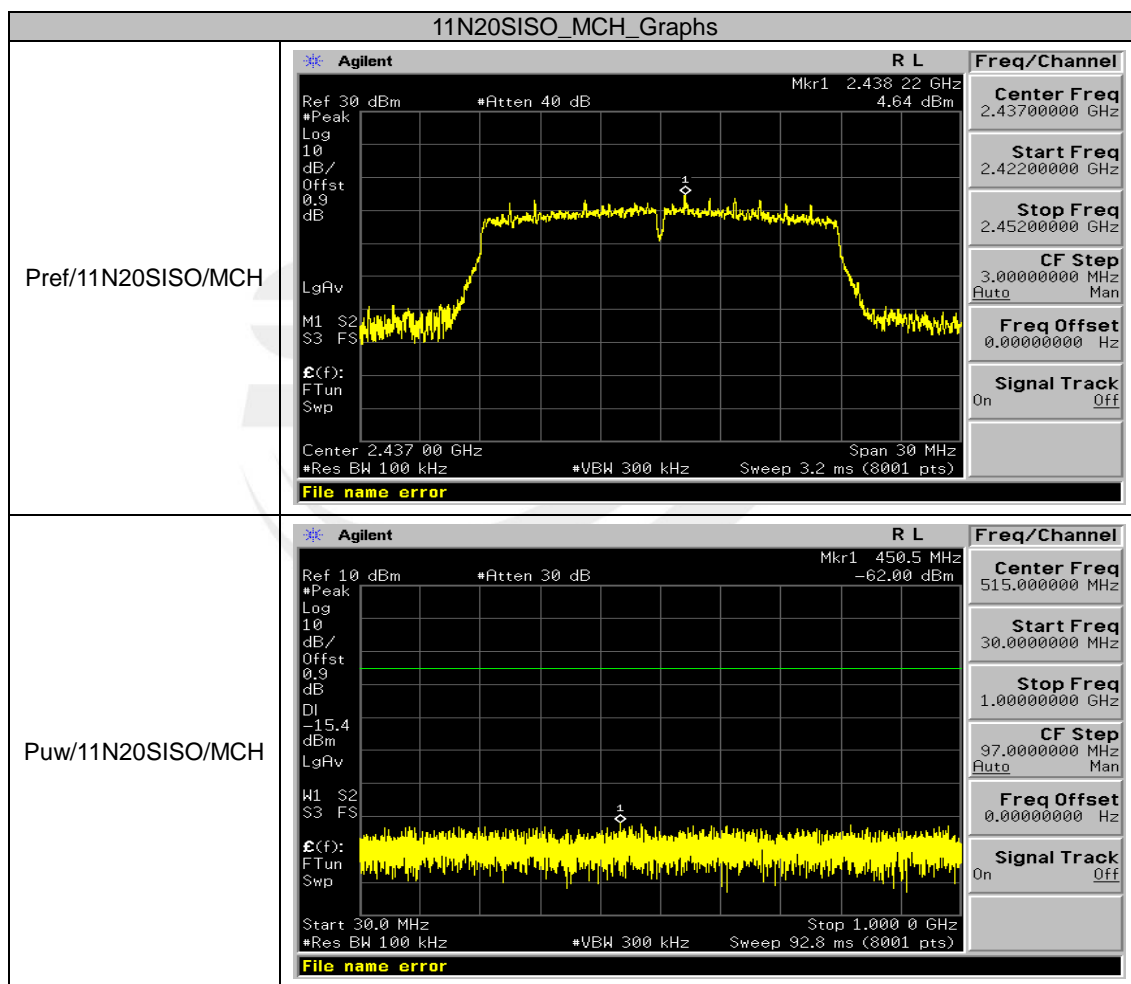 11N20SISO_MCH_Graphs
Pref/11N20SISO/MCH
Agilent R L
Mkr1 2.438 22 GHz
Ref 30 dBm #Atten 40 dB 4.64 dBm
#Peak
Log
10
dB/
Offst
0.9
dB
1
LgAv
M1 S2
S3 FS
£(f):
FTun
Swp
Center 2.437 00 GHz Span 30 MHz
#Res BW 100 kHz #VBW 300 kHz Sweep 3.2 ms (8001 pts)
File name error
Freq/Channel
Center Freq
2.43700000 GHz
Start Freq
2.42200000 GHz
Stop Freq
2.45200000 GHz
CF Step
3.00000000 MHz
Auto Man
Freq Offset
0.00000000 Hz
Signal Track
On Off
Puw/11N20SISO/MCH
Agilent R L
Mkr1 450.5 MHz
Ref 10 dBm #Atten 30 dB -62.00 dBm
#Peak
Log
10
dB/
Offst
0.9
dB
DI
-15.4
dBm
LgAv
1
W1 S2
S3 FS
£(f):
FTun
Swp
Start 30.0 MHz Stop 1.000 0 GHz
#Res BW 100 kHz #VBW 300 kHz Sweep 92.8 ms (8001 pts)
File name error
Freq/Channel
Center Freq
515.000000 MHz
Start Freq
30.0000000 MHz
Stop Freq
1.00000000 GHz
CF Step
97.0000000 MHz
Auto Man
Freq Offset
0.00000000 Hz
Signal Track
On Off